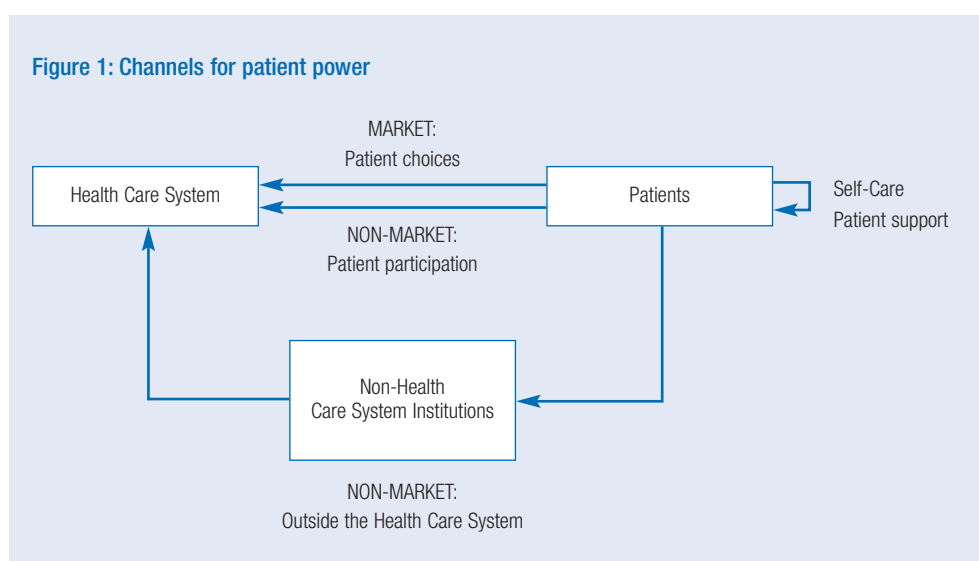 Figure 1: Channels for patient power
MARKET:
Patient choices
Health Care System
Patients
Self-Care
Patient support
NON-MARKET:
Patient participation
Non-Health
Care System Institutions
NON-MARKET:
Outside the Health Care System